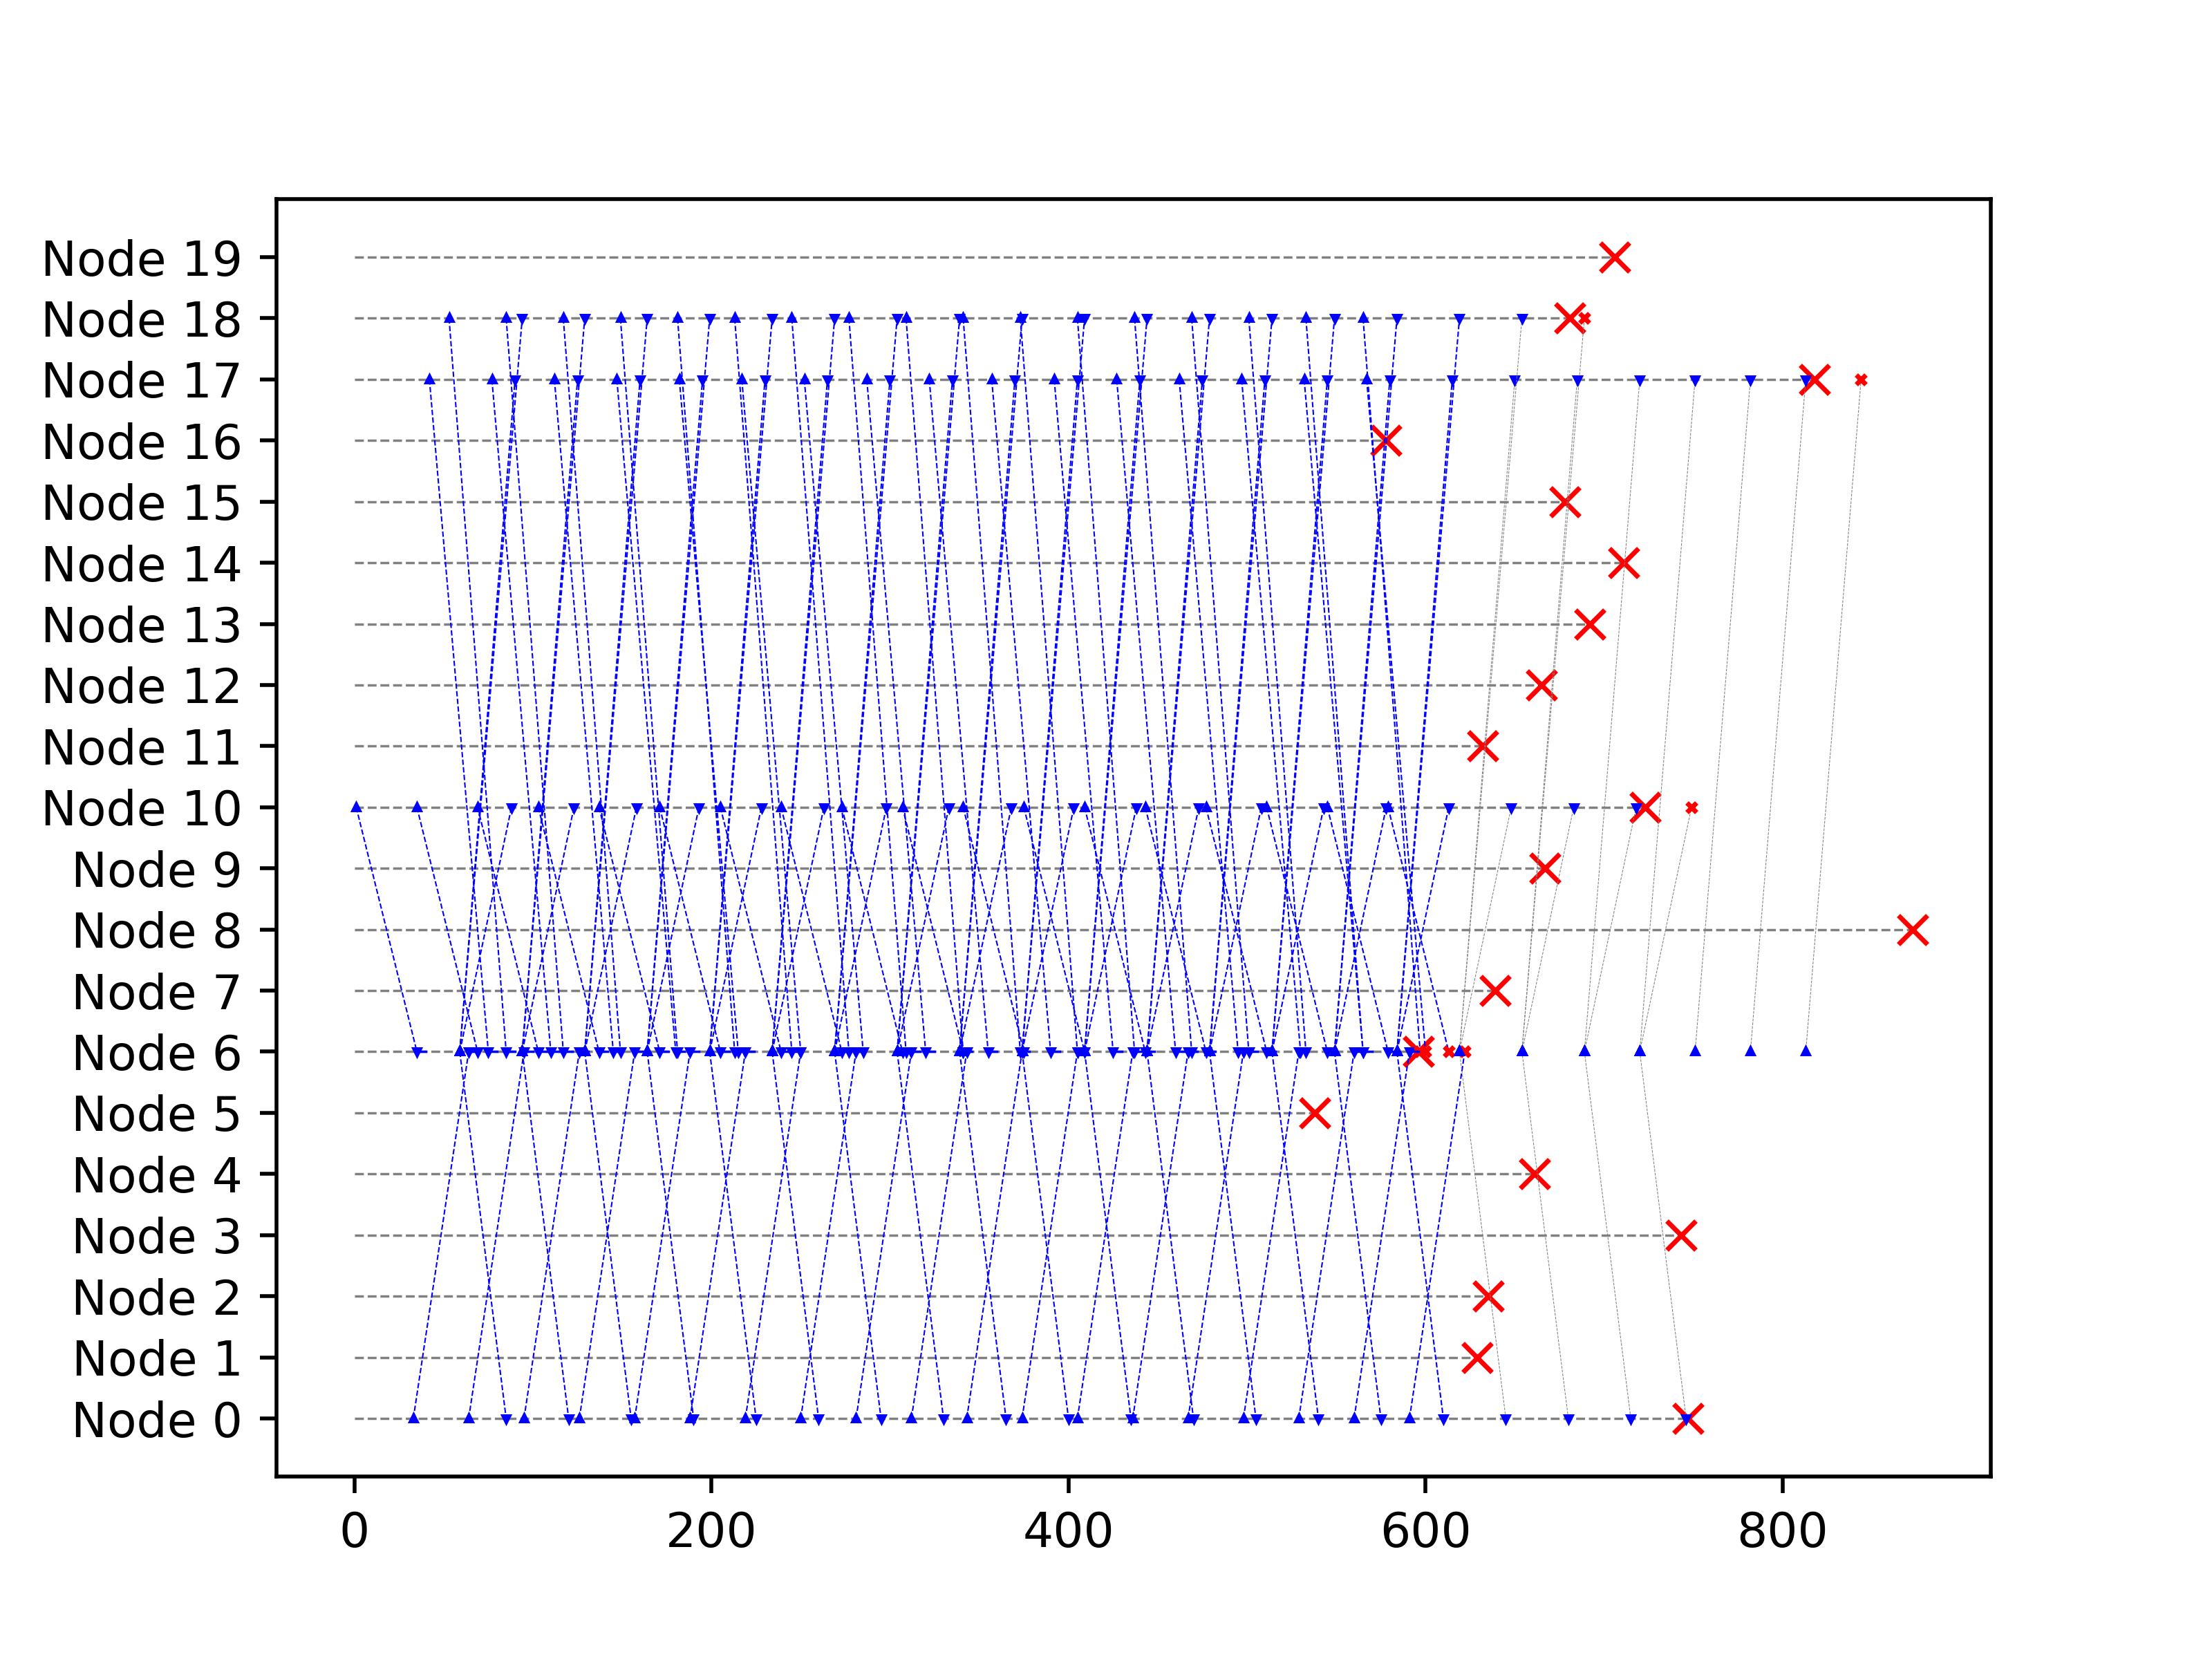 Node 19
Node 18
Node 17
Node 16
Node 15
Node 14
Node 13
Node 12
Node 11
Node 10
Node 9
Node 8
Node 7
Node 6
Node 5
Node 4
Node 3
Node 2
Node 1
Node 0
0 200 400 600 800